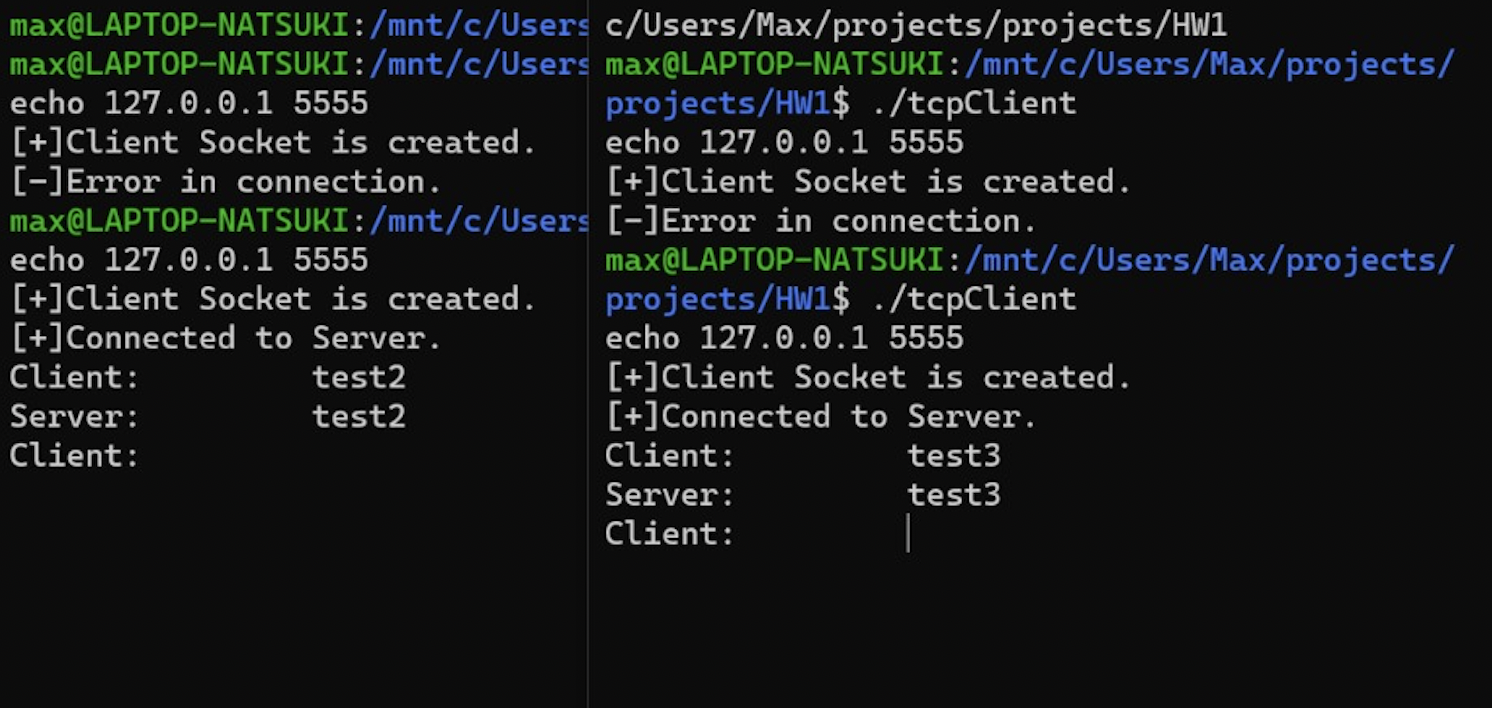 max@LAPTOP-NATSUKI:/mnt/c/Users
max@LAPTOP-NATSUKI:/mnt/c/Users
echo 127.0.0.1 5555
[+]Client Socket is created.
[-]Error in connection.
max@LAPTOP-NATSUKI:/mnt/c/Users
echo 127.0.0.1 5555
[+]Client Socket is created.
[+]Connected to Server.
Client: test2
Server: test2
Client:
c/Users/Max/projects/projects/HW1
max@LAPTOP-NATSUKI:/mnt/c/Users/Max/projects/
projects/HW1$ ./tcpClient
echo 127.0.0.1 5555
[+]Client Socket is created.
[-]Error in connection.
max@LAPTOP-NATSUKI:/mnt/c/Users/Max/projects/
projects/HW1$ ./tcpClient
echo 127.0.0.1 5555
[+]Client Socket is created.
[+]Connected to Server.
Client: test3
Server: test3
Client: